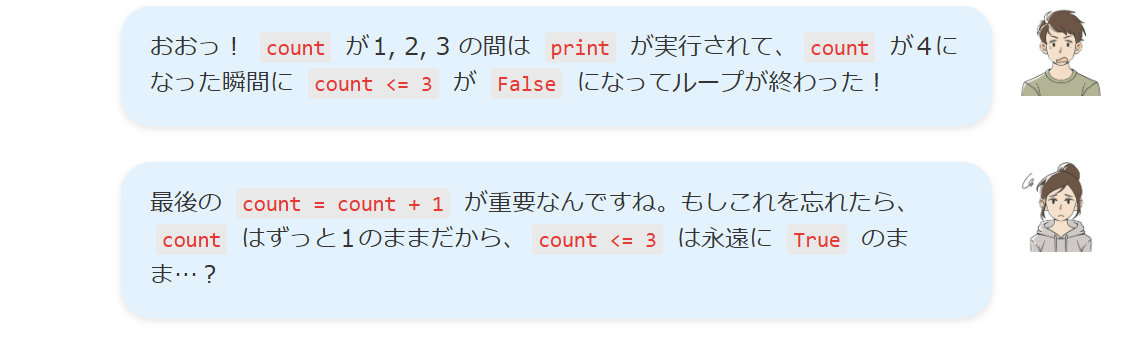 おおっ！ count が１, 2, 3 の間は print が実行されて、 count が４に
なった瞬間に count <= 3 が False になってループが終わった！
最後の count = count + 1 が重要なんですね。もしこれを忘れたら、
count はずっと１のままだから、 count <= 3 は永遠に True のま
ま…？